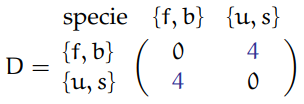 specie {f, b} {u, s}
{f, b} 0 4
D =
{u, s} 4 0